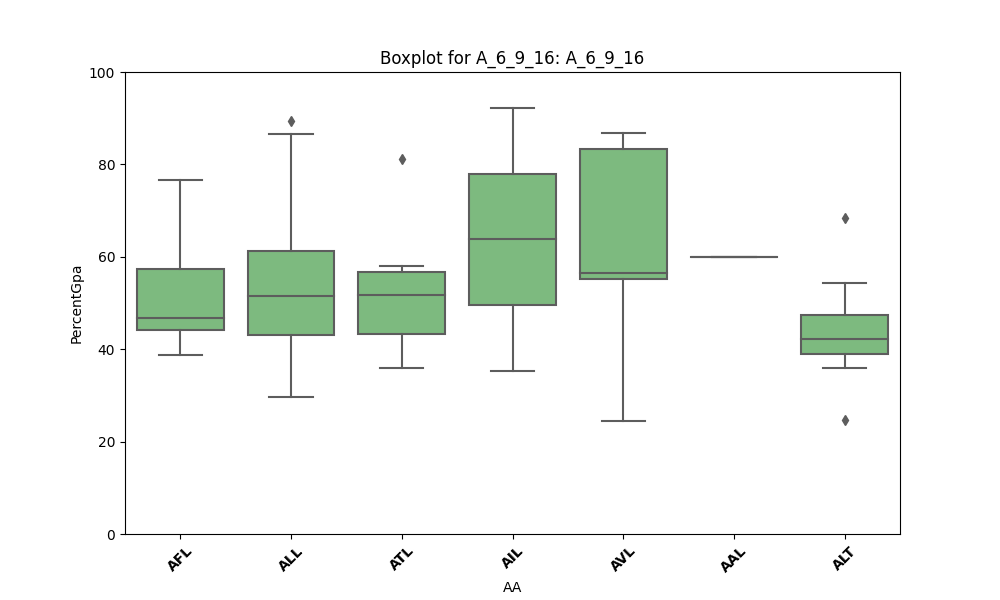 Boxplot for A_6_9_16: A_6_9_16
100
80
60
40
20
0
PercentGpa
AFL
ALL
ATL
AIL
AVL
AAL
ALT
AA